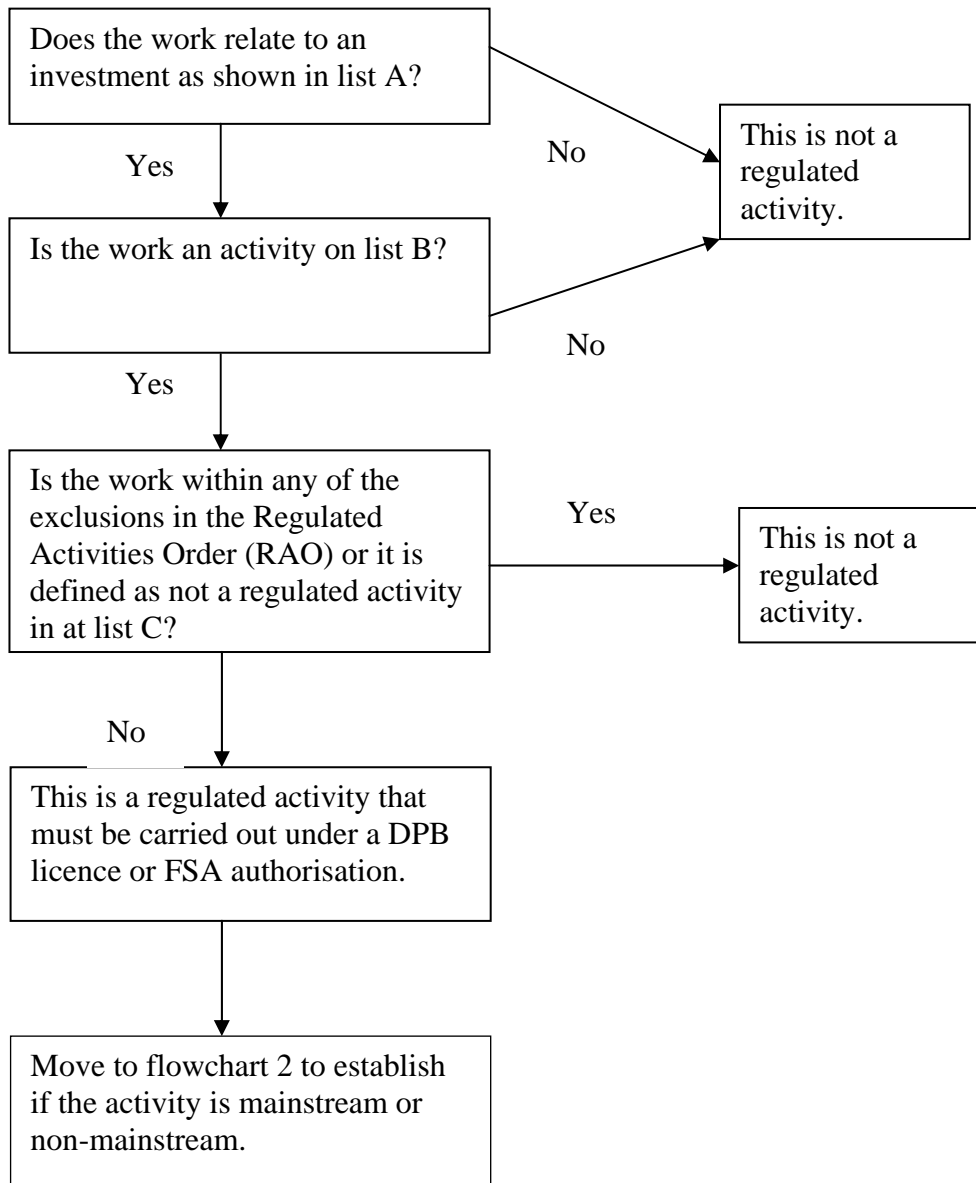 Does the work relate to an
investment as shown in list A?
No
This is not a
regulated
activity.
Yes
Is the work an activity on list B?
No
Yes
Is the work within any of the
exclusions in the Regulated
Activities Order (RAO) or it is
defined as not a regulated activity
in at list C?
Yes
This is not a
regulated
activity.
No
This is a regulated activity that
must be carried out under a DPB
licence or FSA authorisation.
Move to flowchart 2 to establish
if the activity is mainstream or
non-mainstream.